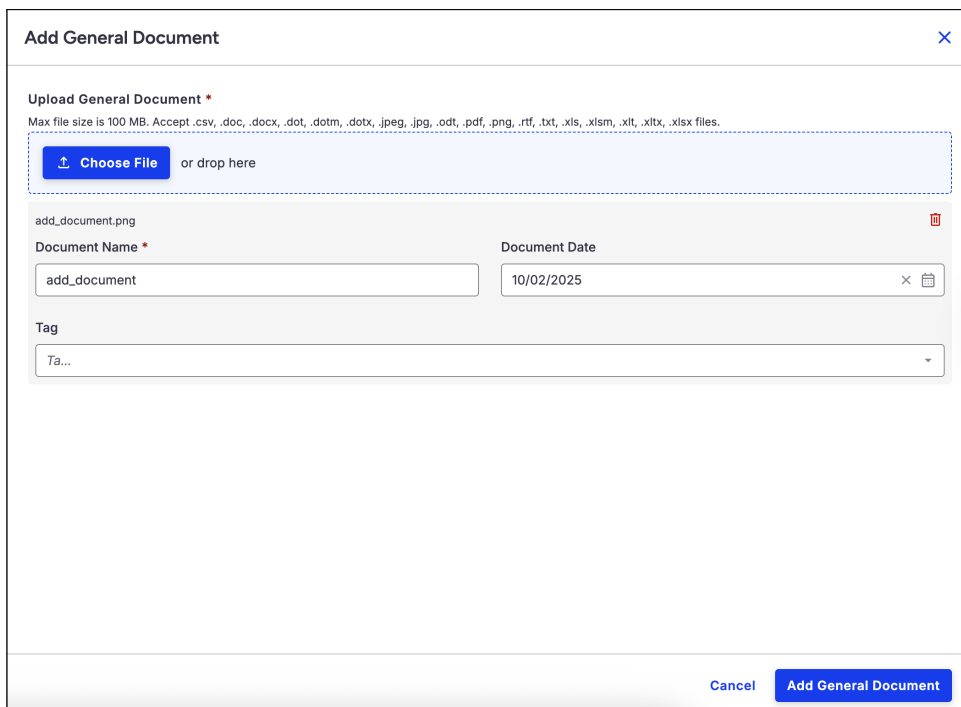 Add General Document
Upload General Document *
Max file size is 100 MB. Accept .csv, .doc, .docx, .dot, .dotm, .dotx, .jpeg, .jpg, .odt, .pdf, .png, .rtf, .txt, .xls, .xlsm, .xlt, .xltx, .xlsx files.
Choose File or drop here
add_document.png
Document Name * Document Date
add_document 10/02/2025
Tag
Ta...
Cancel Add General Document